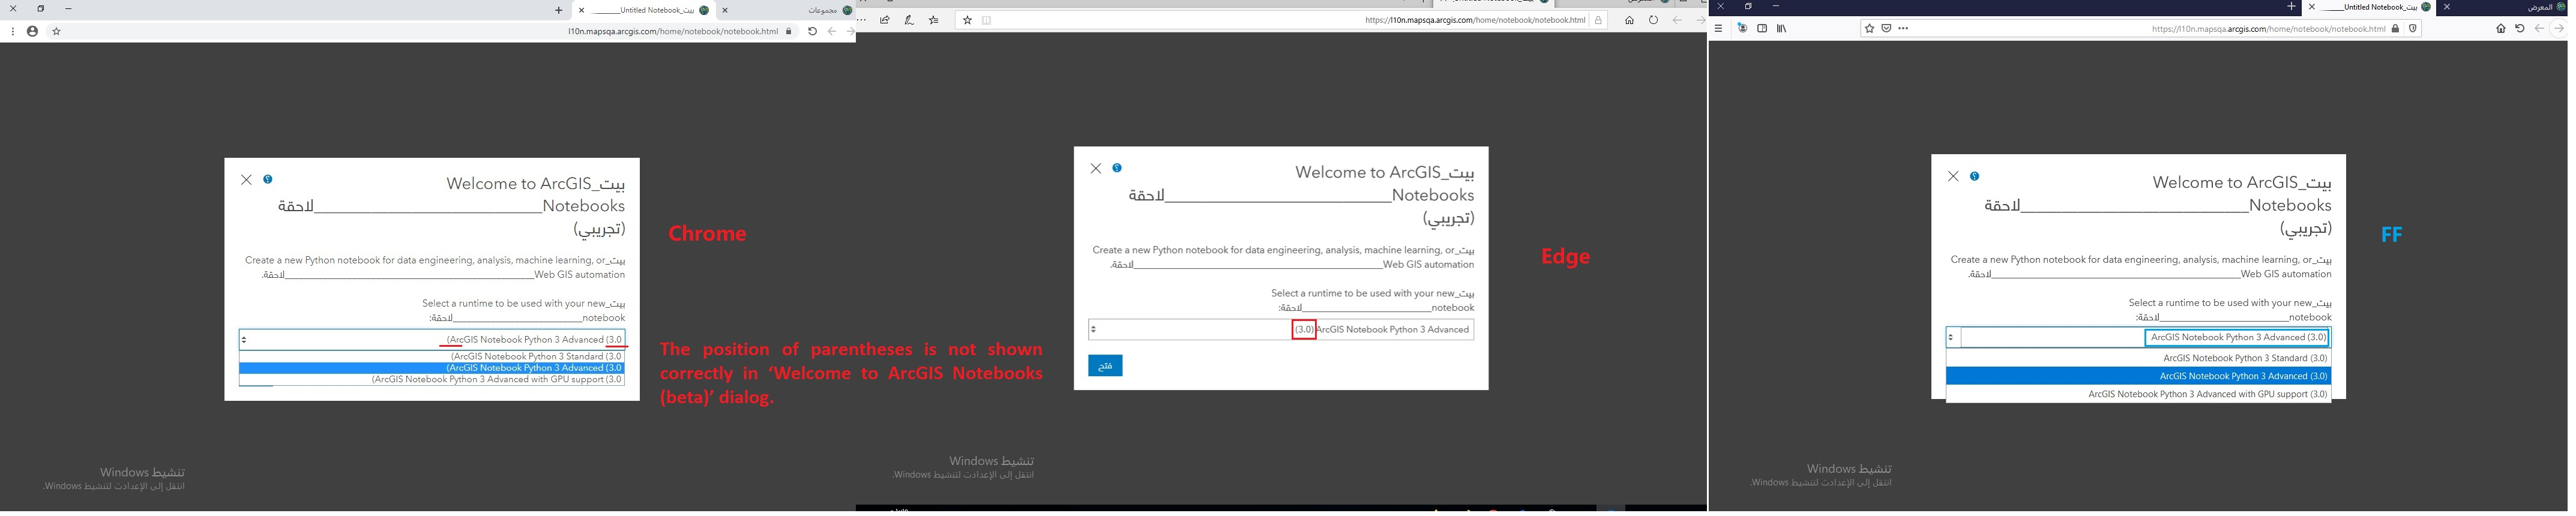 مجموعات
Untitled Notebook_بيت
l10n.mapsqa.arcgis.com/home/notebook/notebook.html
Welcome to ArcGIS_بيت
Notebooks________________________________لاحقة
(تجريبي)
Create a new Python notebook for data engineering, analysis, machine learning, or_بيت
Web GIS automation________________________________لاحقة.
Select a runtime to be used with your new_بيت
notebook____________________لاحقة:
(ArcGIS Notebook Python 3 Advanced (3.0
(ArcGIS Notebook Python 3 Standard (3.0
(ArcGIS Notebook Python 3 Advanced (3.0
(ArcGIS Notebook Python 3 Advanced with GPU support (3.0
Chrome
The position of parentheses is not shown
correctly in ‘Welcome to ArcGIS Notebooks
(beta)’ dialog.
تنشيط Windows
انتقل إلى الإعدادات لتنشيط Windows.
https://l10n.mapsqa.arcgis.com/home/notebook/notebook.html
Welcome to ArcGIS_بيت
Notebooks________________________________لاحقة
(تجريبي)
Create a new Python notebook for data engineering, analysis, machine learning, or_بيت
Web GIS automation________________________________لاحقة.
Select a runtime to be used with your new_بيت
notebook____________________لاحقة:
(3.0) ArcGIS Notebook Python 3 Advanced
فتح
Edge
تنشيط Windows
انتقل إلى الإعدادات لتنشيط Windows.
المعرض
Untitled Notebook_بيت
https://l10n.mapsqa.arcgis.com/home/notebook/notebook.html
Welcome to ArcGIS_بيت
Notebooks________________________________لاحقة
(تجريبي)
Create a new Python notebook for data engineering, analysis, machine learning, or_بيت
Web GIS automation________________________________لاحقة.
Select a runtime to be used with your new_بيت
notebook____________________لاحقة:
ArcGIS Notebook Python 3 Advanced (3.0)
ArcGIS Notebook Python 3 Standard (3.0)
ArcGIS Notebook Python 3 Advanced (3.0)
ArcGIS Notebook Python 3 Advanced with GPU support (3.0)
FF
تنشيط Windows
انتقل إلى الإعدادات لتنشيط Windows.